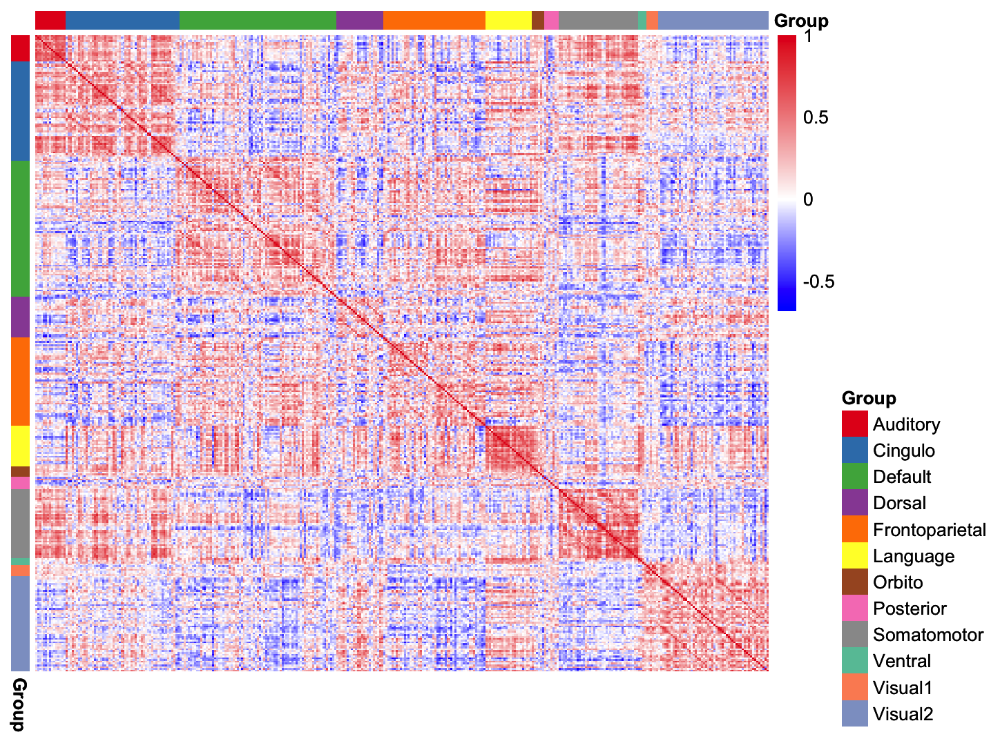 Group
1
0.5
0
-0.5
Group
Auditory
Cingulo
Default
Dorsal
Frontoparietal
Language
Orbito
Posterior
Somatomotor
Ventral
Visual1
Visual2
Group